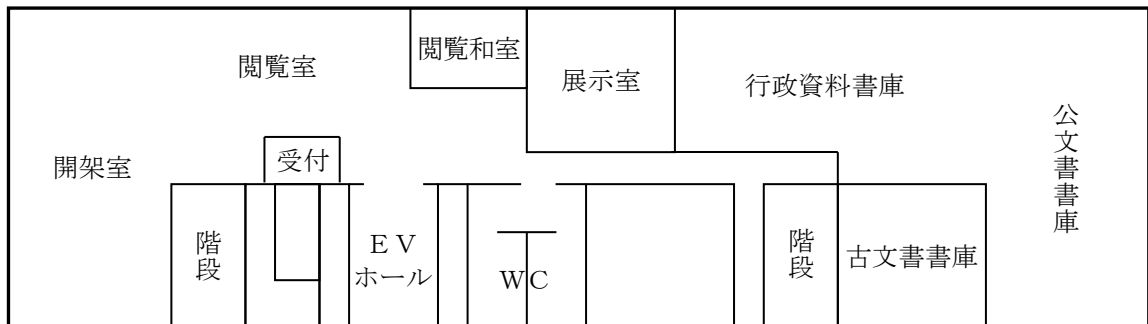 閲覧和室
閲覧室
展示室
行政資料書庫
公文書書庫
開架室
受付
階段
ＥＶ
ホール
ＷＣ
階段
古文書書庫